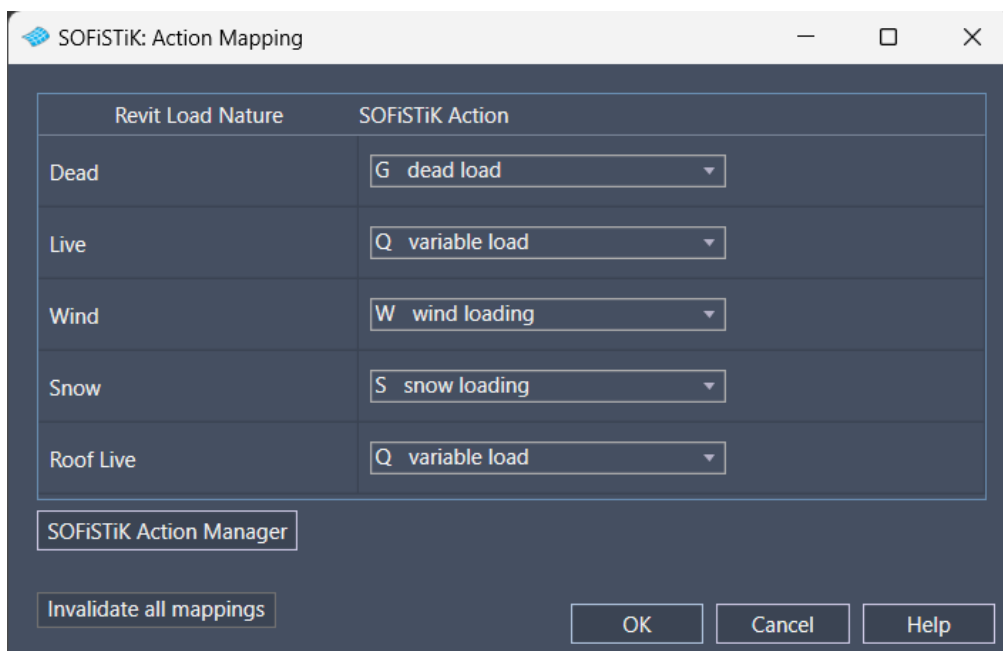 SOFiSTiK: Action Mapping
Revit Load Nature SOFiSTiK Action
Dead G dead load
Live Q variable load
Wind W wind loading
Snow S snow loading
Roof Live Q variable load
SOFiSTiK Action Manager
Invalidate all mappings
OK Cancel Help